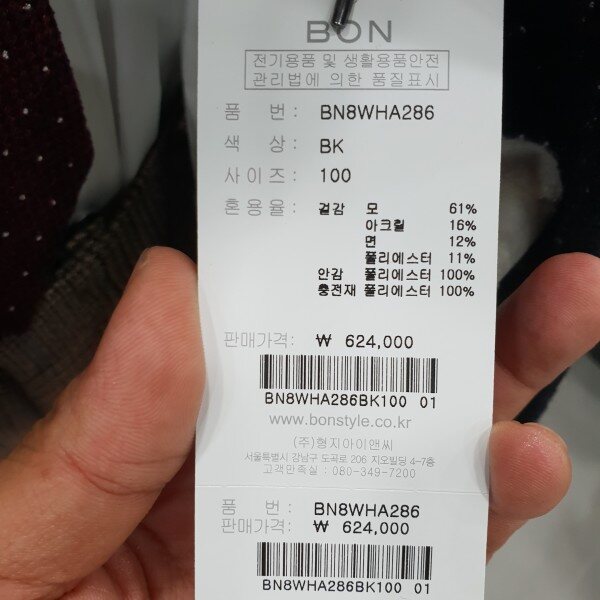 BON
전기용품 및 생활용품안전
관리법에 의한 품질표시
품 번 : BN8WHA286
색 상 : BK
사이즈 : 100
혼용율 : 겉감 모 61%
아크릴 16%
면 12%
폴리에스터 11%
안감 폴리에스터 100%
충전재 폴리에스터 100%
판매가격: ₩ 624,000
BN8WHA286BK100 01
www.bonstyle.co.kr
(주)형지아이앤씨
서울특별시 강남구 도곡로 206 지오빌딩 4-7층
고객만족실 : 080-349-7200
품 번 : BN8WHA286
판매가격: ₩ 624,000
BN8WHA286BK100 01